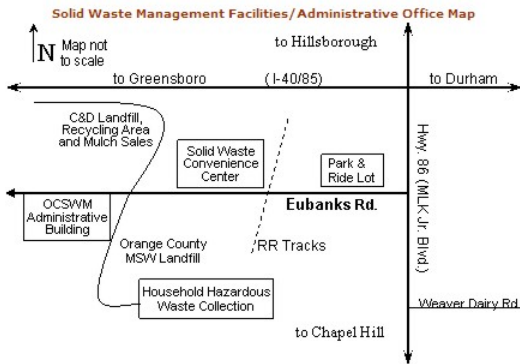 Solid Waste Management Facilities/Administrative Office Map
N
Map not
to scale
to Hillsborough
to Greensboro
(I-40/85)
to Durham
C&D Landfill,
Recycling Area
and Mulch Sales
Solid Waste
Convenience
Center
Park &
Ride Lot
Hwy. 86 (MLK Jr. Blvd.)
Eubanks Rd.
OCSWM
Administrative
Building
Orange County
MSW Landfill
RR Tracks
Household Hazardous
Waste Collection
Weaver Dairy Rd
to Chapel Hill